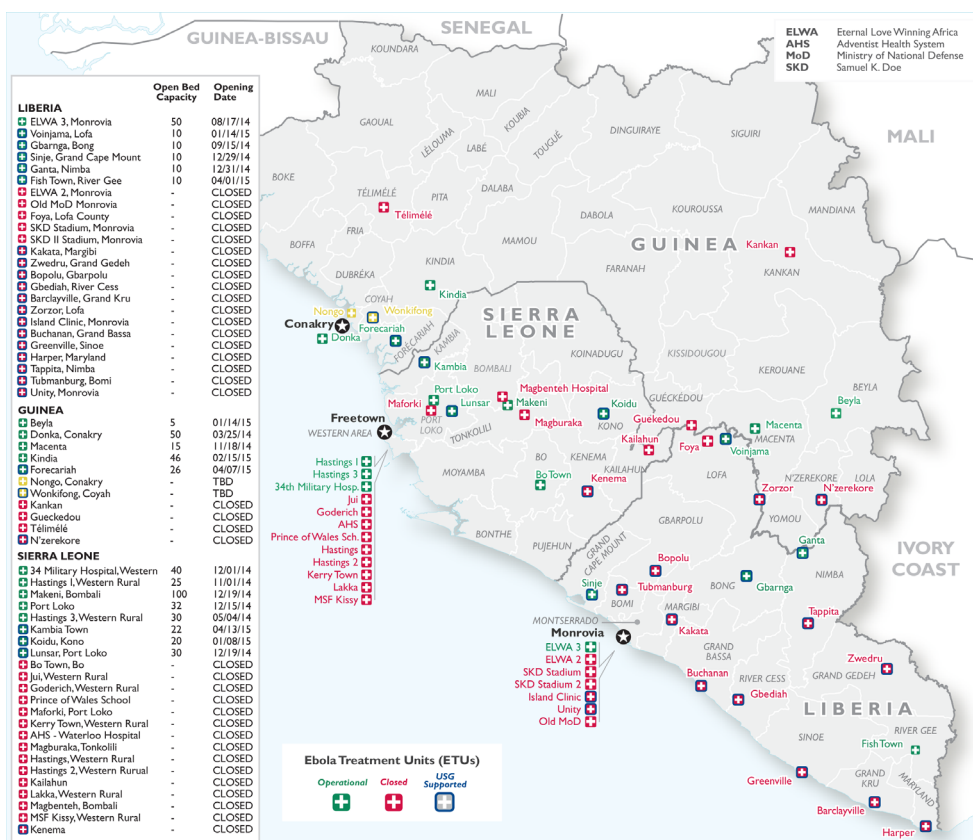 GUINEA-BISSAU
SENEGAL
ELWA Eternal Love Winning Africa
AHS Adventist Health System
MoD Ministry of National Defense
SKD Samuel K. Doe
MALI
IVORY
COAST
Open Bed Opening
Capacity Date
LIBERIA
ELWA 3, Monrovia 50 08/17/14
Voinjama, Lofa 10 01/14/15
Gbarnga, Bong 10 09/15/14
Sinje, Grand Cape Mount 10 12/29/14
Ganta, Nimba 10 12/31/14
Fish Town, River Gee 10 04/01/15
ELWA 2, Monrovia - CLOSED
Old MoD Monrovia - CLOSED
Foya, Lofa County - CLOSED
SKD Stadium, Monrovia - CLOSED
SKD II Stadium, Monrovia - CLOSED
Kakata, Margibi - CLOSED
Zwedru, Grand Gedeh - CLOSED
Bopolu, Gbarpolu - CLOSED
Gbediah, River Cess - CLOSED
Barclayville, Grand Kru - CLOSED
Zorzor, Lofa - CLOSED
Island Clinic, Monrovia - CLOSED
Buchanan, Grand Bassa - CLOSED
Greenville, Sinoe - CLOSED
Harper, Maryland - CLOSED
Tappita, Nimba - CLOSED
Tubmanburg, Bomi - CLOSED
Unity, Monrovia - CLOSED
GUINEA
Beyla 5 01/14/15
Donka, Conakry 50 03/25/14
Macenta 15 11/18/14
Kindia 46 02/15/15
Forecariah 26 04/07/15
Nongo, Conakry - TBD
Wonkifong, Coyah - TBD
Kankan - CLOSED
Gueckedou - CLOSED
Télimélé - CLOSED
N'zerekore - CLOSED
SIERRA LEONE
34 Military Hospital, Western 40 12/01/14
Hastings 1, Western Rural 25 11/01/14
Makeni, Bombali 100 12/19/14
Port Loko 32 12/15/14
Hastings 3, Western Rural 30 05/04/14
Kambia Town 22 04/13/15
Koidu, Kono 20 01/08/15
Lunsar, Port Loko 30 12/19/14
Bo Town, Bo - CLOSED
Jui, Western Rural - CLOSED
Goderich, Western Rural - CLOSED
Prince of Wales School - CLOSED
Maforki, Port Loko - CLOSED
Kerry Town, Western Rural - CLOSED
AHS - Waterloo Hospital - CLOSED
Magburaka, Tonkolili - CLOSED
Hastings, Western Rural - CLOSED
Hastings 2, Western Rurual - CLOSED
Kailahun - CLOSED
Lakka, Western Rural - CLOSED
Magbenteh, Bombali - CLOSED
MSF Kissy, Western Rural - CLOSED
Kenema - CLOSED
KOUNDARA
MALI
GAOUAL
KOUBIA
LÉLOUMA
LABÉ
TOUGUÉ
DINGUIRAYE
SIGUIRI
BOKE
TÉLIMÉLÉ
PITA
DALABA
Télimélé
DABOLA
KOUROUSSA
MANDIANA
FRIA
BOFFA
MAMOU
GUINEA
Kankan
KANKAN
KINDIA
FARANAH
DUBRÉKA
Kindia
COYAH
Nongo
Wonkifong
Conakry
Forecariah
Donka
FORÉCARIAH
SIERRA
LEONE
KAMBIA
Kambia
BOMBALI
KOINADUGU
KISSIDOUGOU
KEROUANE
BEYLA
Beyla
Port Loko
Maforki
Lunsar
PORT
LOKO
Magbenteh Hospital
Makeni
Magburaka
TONKOLILI
Koidu
KONO
GUÉCKÉDOU
Guekedou
Macenta
MACENTA
Freetown
WESTERN AREA
Kailahun
KAILAHUN
Foya
Voinjama
BO
KENEMA
Bo Town
Kenema
MOYAMBA
LOFA
N'ZEREKORE
LOLA
Zorzor
N'zerekore
YOMOU
Hastings 1
Hastings 3
34th Military Hosp.
Jui
Goderich
AHS
Prince of Wales Sch.
Hastings
Hastings 2
Kerry Town
Lakka
MSF Kissy
BONTHE
PUJEHUN
GRAND
CAPE MOUNT
GBARPOLU
Ganta
Bopolu
NIMBA
Sinje
Tubmanburg
BONG
Gbarnga
BOMI
MARGIBI
MONTSERRADO
Kakata
Tappita
Monrovia
ELWA 3
ELWA 2
SKD Stadium
SKD Stadium 2
Island Clinic
Unity
Old MoD
GRAND
BASSA
Buchanan
RIVER CESS
Gbediah
Zwedru
GRAND GEDEH
LIBERIA
SINOE
RIVER GEE
Fish Town
Greenville
GRAND
KRU
MARYLAND
Barclayville
Harper
Ebola Treatment Units (ETUs)
Operational
Closed
USG
Supported